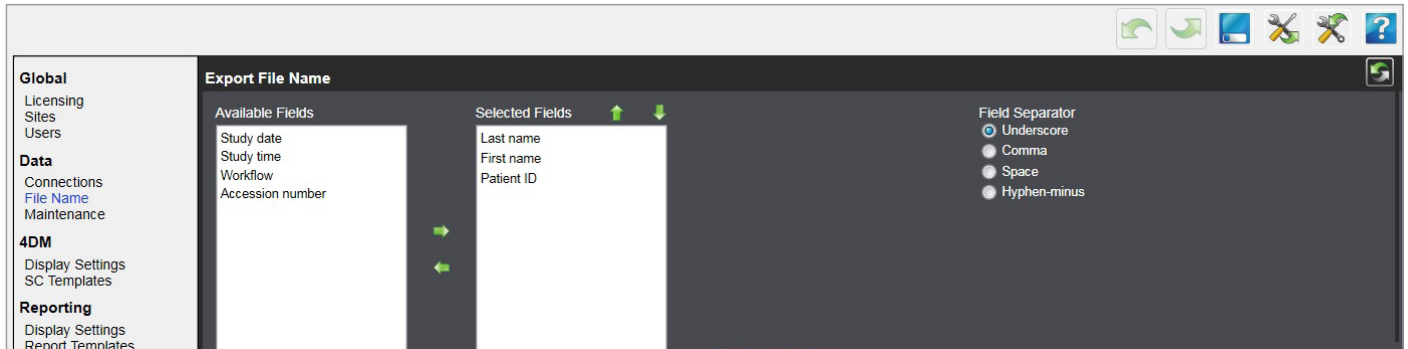 Global
Licensing
Sites
Users
Data
Connections
File Name
Maintenance
4DM
Display Settings
SC Templates
Reporting
Display Settings
Report Templates
Export File Name
Available Fields
Study date
Study time
Workflow
Accession number
Selected Fields
Last name
First name
Patient ID
Field Separator
Underscore
Comma
Space
Hyphen-minus
?